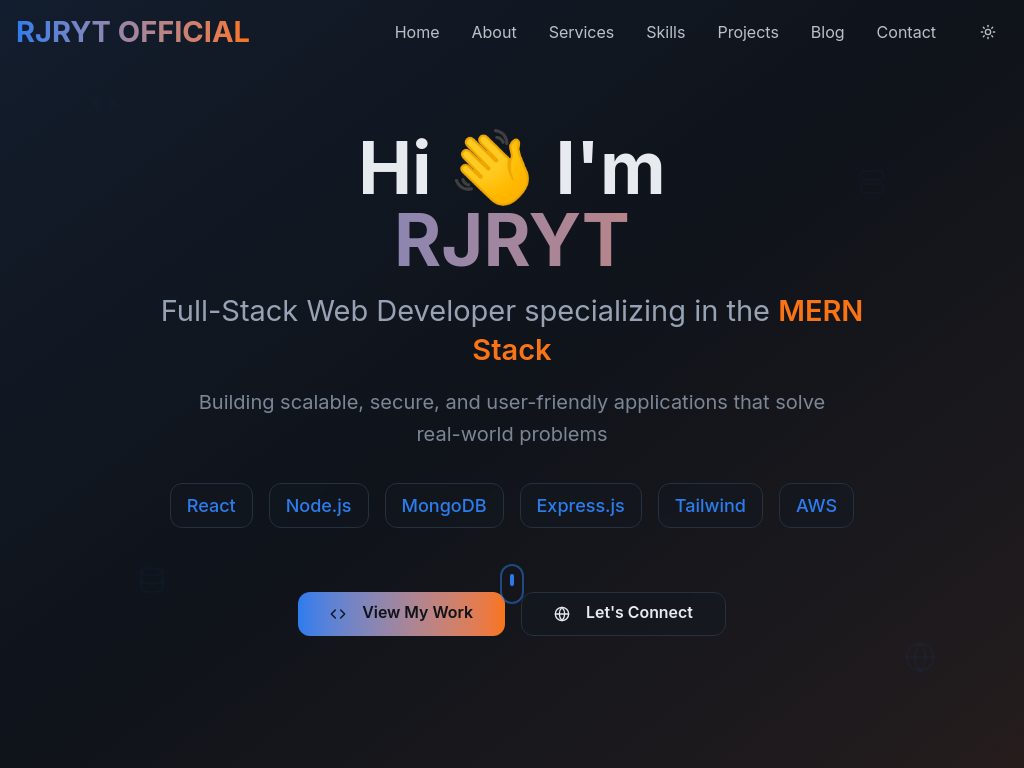 RJRYT OFFICIAL
Home About Services Skills Projects Blog Contact
Hi 👋 I'm
RJRYT
Full-Stack Web Developer specializing in the MERN
Stack
Building scalable, secure, and user-friendly applications that solve
real-world problems
React Node.js MongoDB Express.js Tailwind AWS
View My Work Let's Connect